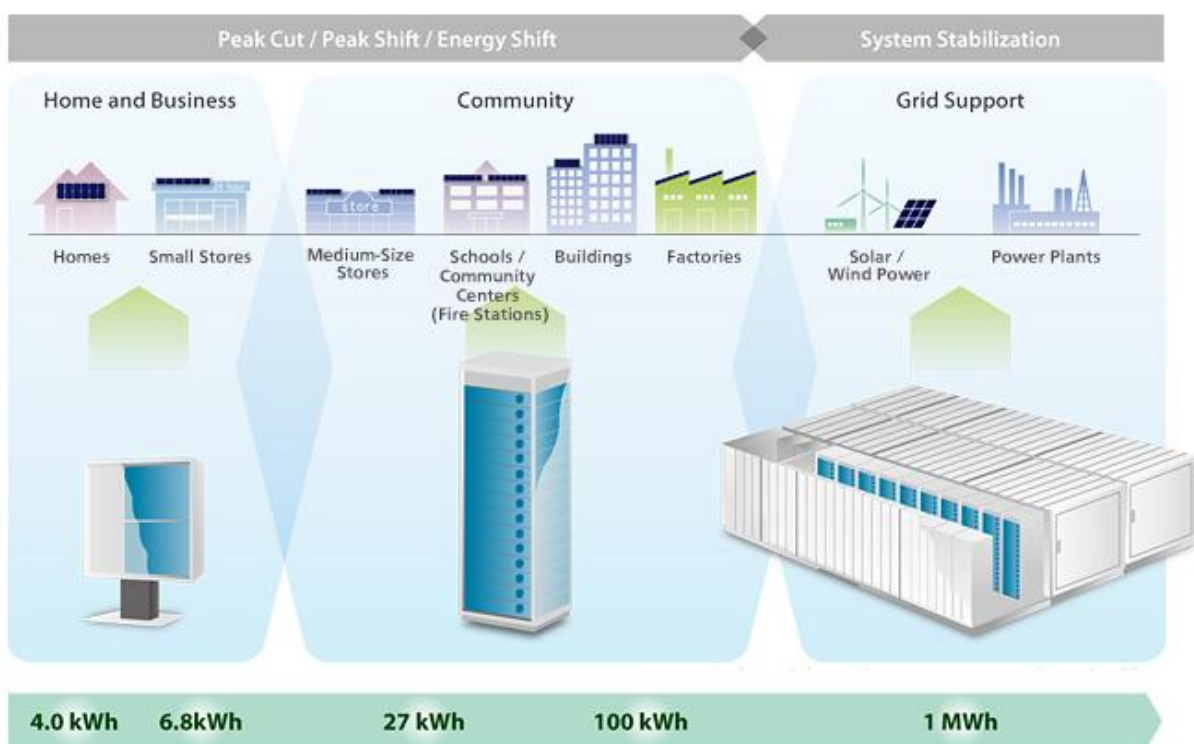 Peak Cut / Peak Shift / Energy Shift
System Stabilization
Home and Business
Community
Grid Support
store
Homes
Small Stores
Medium-Size
Stores
Schools /
Community
Centers
(Fire Stations)
Buildings
Factories
Solar /
Wind Power
Power Plants
4.0 kWh
6.8kWh
27 kWh
100 kWh
1 MWh